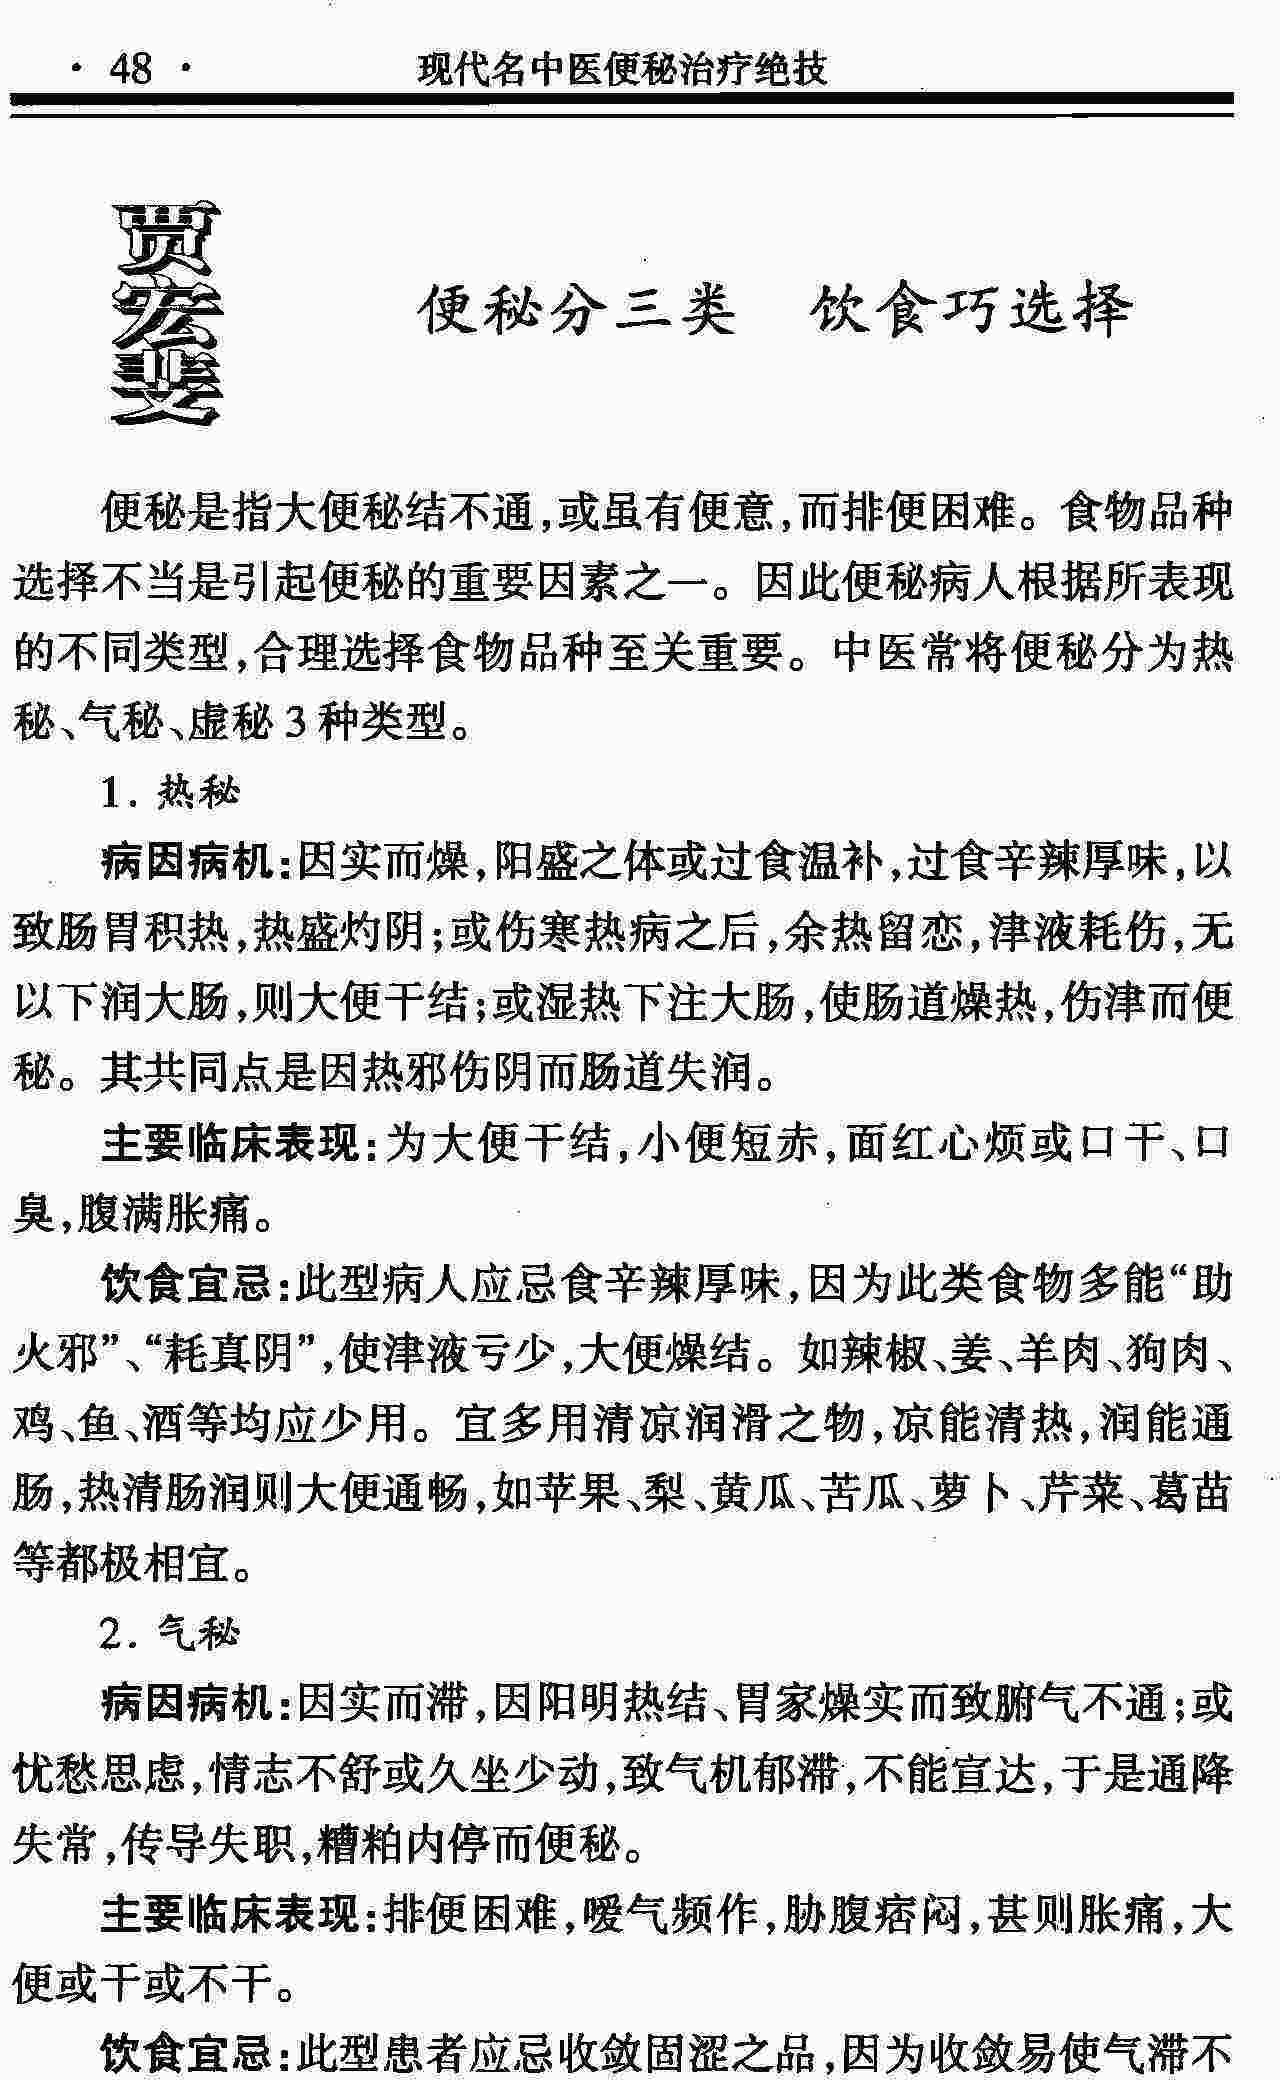 ·48·
现代名中医便秘治疗绝技
贾宏斐
便秘分三类 饮食巧选择
便秘是指大便秘结不通,或虽有便意,而排便困难。食物品种
选择不当是引起便秘的重要因素之一。因此便秘病人根据所表现
的不同类型,合理选择食物品种至关重要。中医常将便秘分为热
秘、气秘、虚秘3种类型。
1. 热秘
病因病机:因实而燥,阳盛之体或过食温补,过食辛辣厚味,以
致肠胃积热,热盛灼阴;或伤寒热病之后,余热留恋,津液耗伤,无
以下润大肠,则大便干结;或湿热下注大肠,使肠道燥热,伤津而便
秘。其共同点是因热邪伤阴而肠道失润。
主要临床表现:为大便干结,小便短赤,面红心烦或口干、口
臭,腹满胀痛。
饮食宜忌:此型病人应忌食辛辣厚味,因为此类食物多能“助
火邪”、“耗真阴”,使津液亏少,大便燥结。如辣椒、姜、羊肉、狗肉、
鸡、鱼、酒等均应少用。宜多用清凉润滑之物,凉能清热,润能通
肠,热清肠润则大便通畅,如苹果、梨、黄瓜、苦瓜、萝卜、芹菜、葛苗
等都极相宜。
2. 气秘
病因病机:因实而滞,因阳明热结、胃家燥实而致腑气不通;或
忧愁思虑,情志不舒或久坐少动,致气机郁滞,不能宣达,于是通降
失常,传导失职,糟粕内停而便秘。
主要临床表现:排便困难,嗳气频作,胁腹痞闷,甚则胀痛,大
便或干或不干。
饮食宜忌:此型患者应忌收敛固涩之品,因为收敛易使气滞不